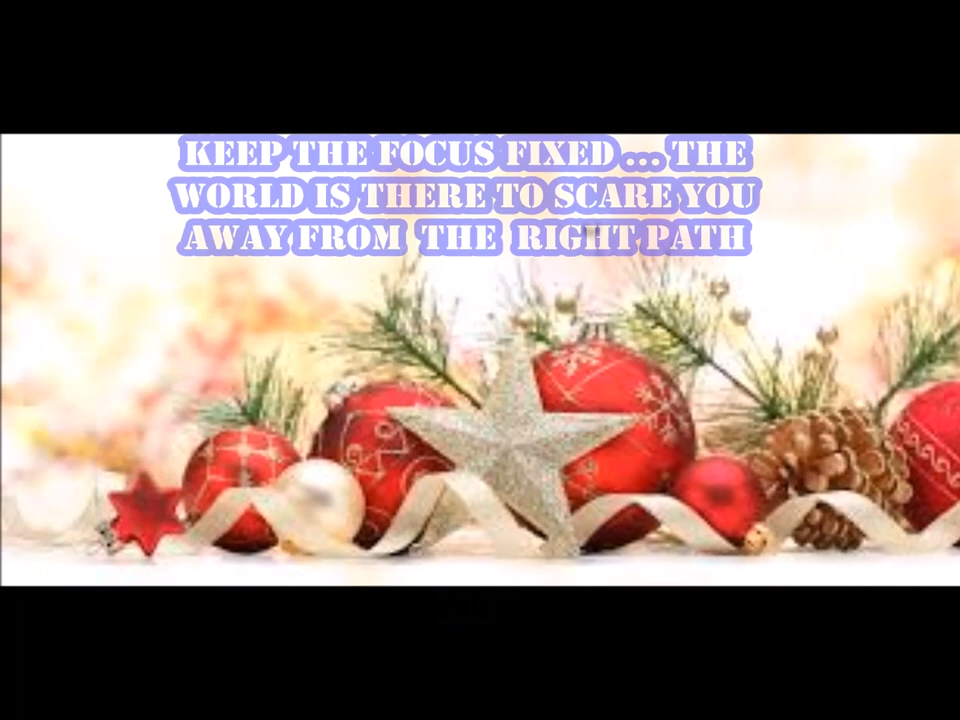 KEEP THE FOCUS FIXED ... THE
WORLD IS THERE TO SCARE YOU
AWAY FROM THE RIGHT PATH